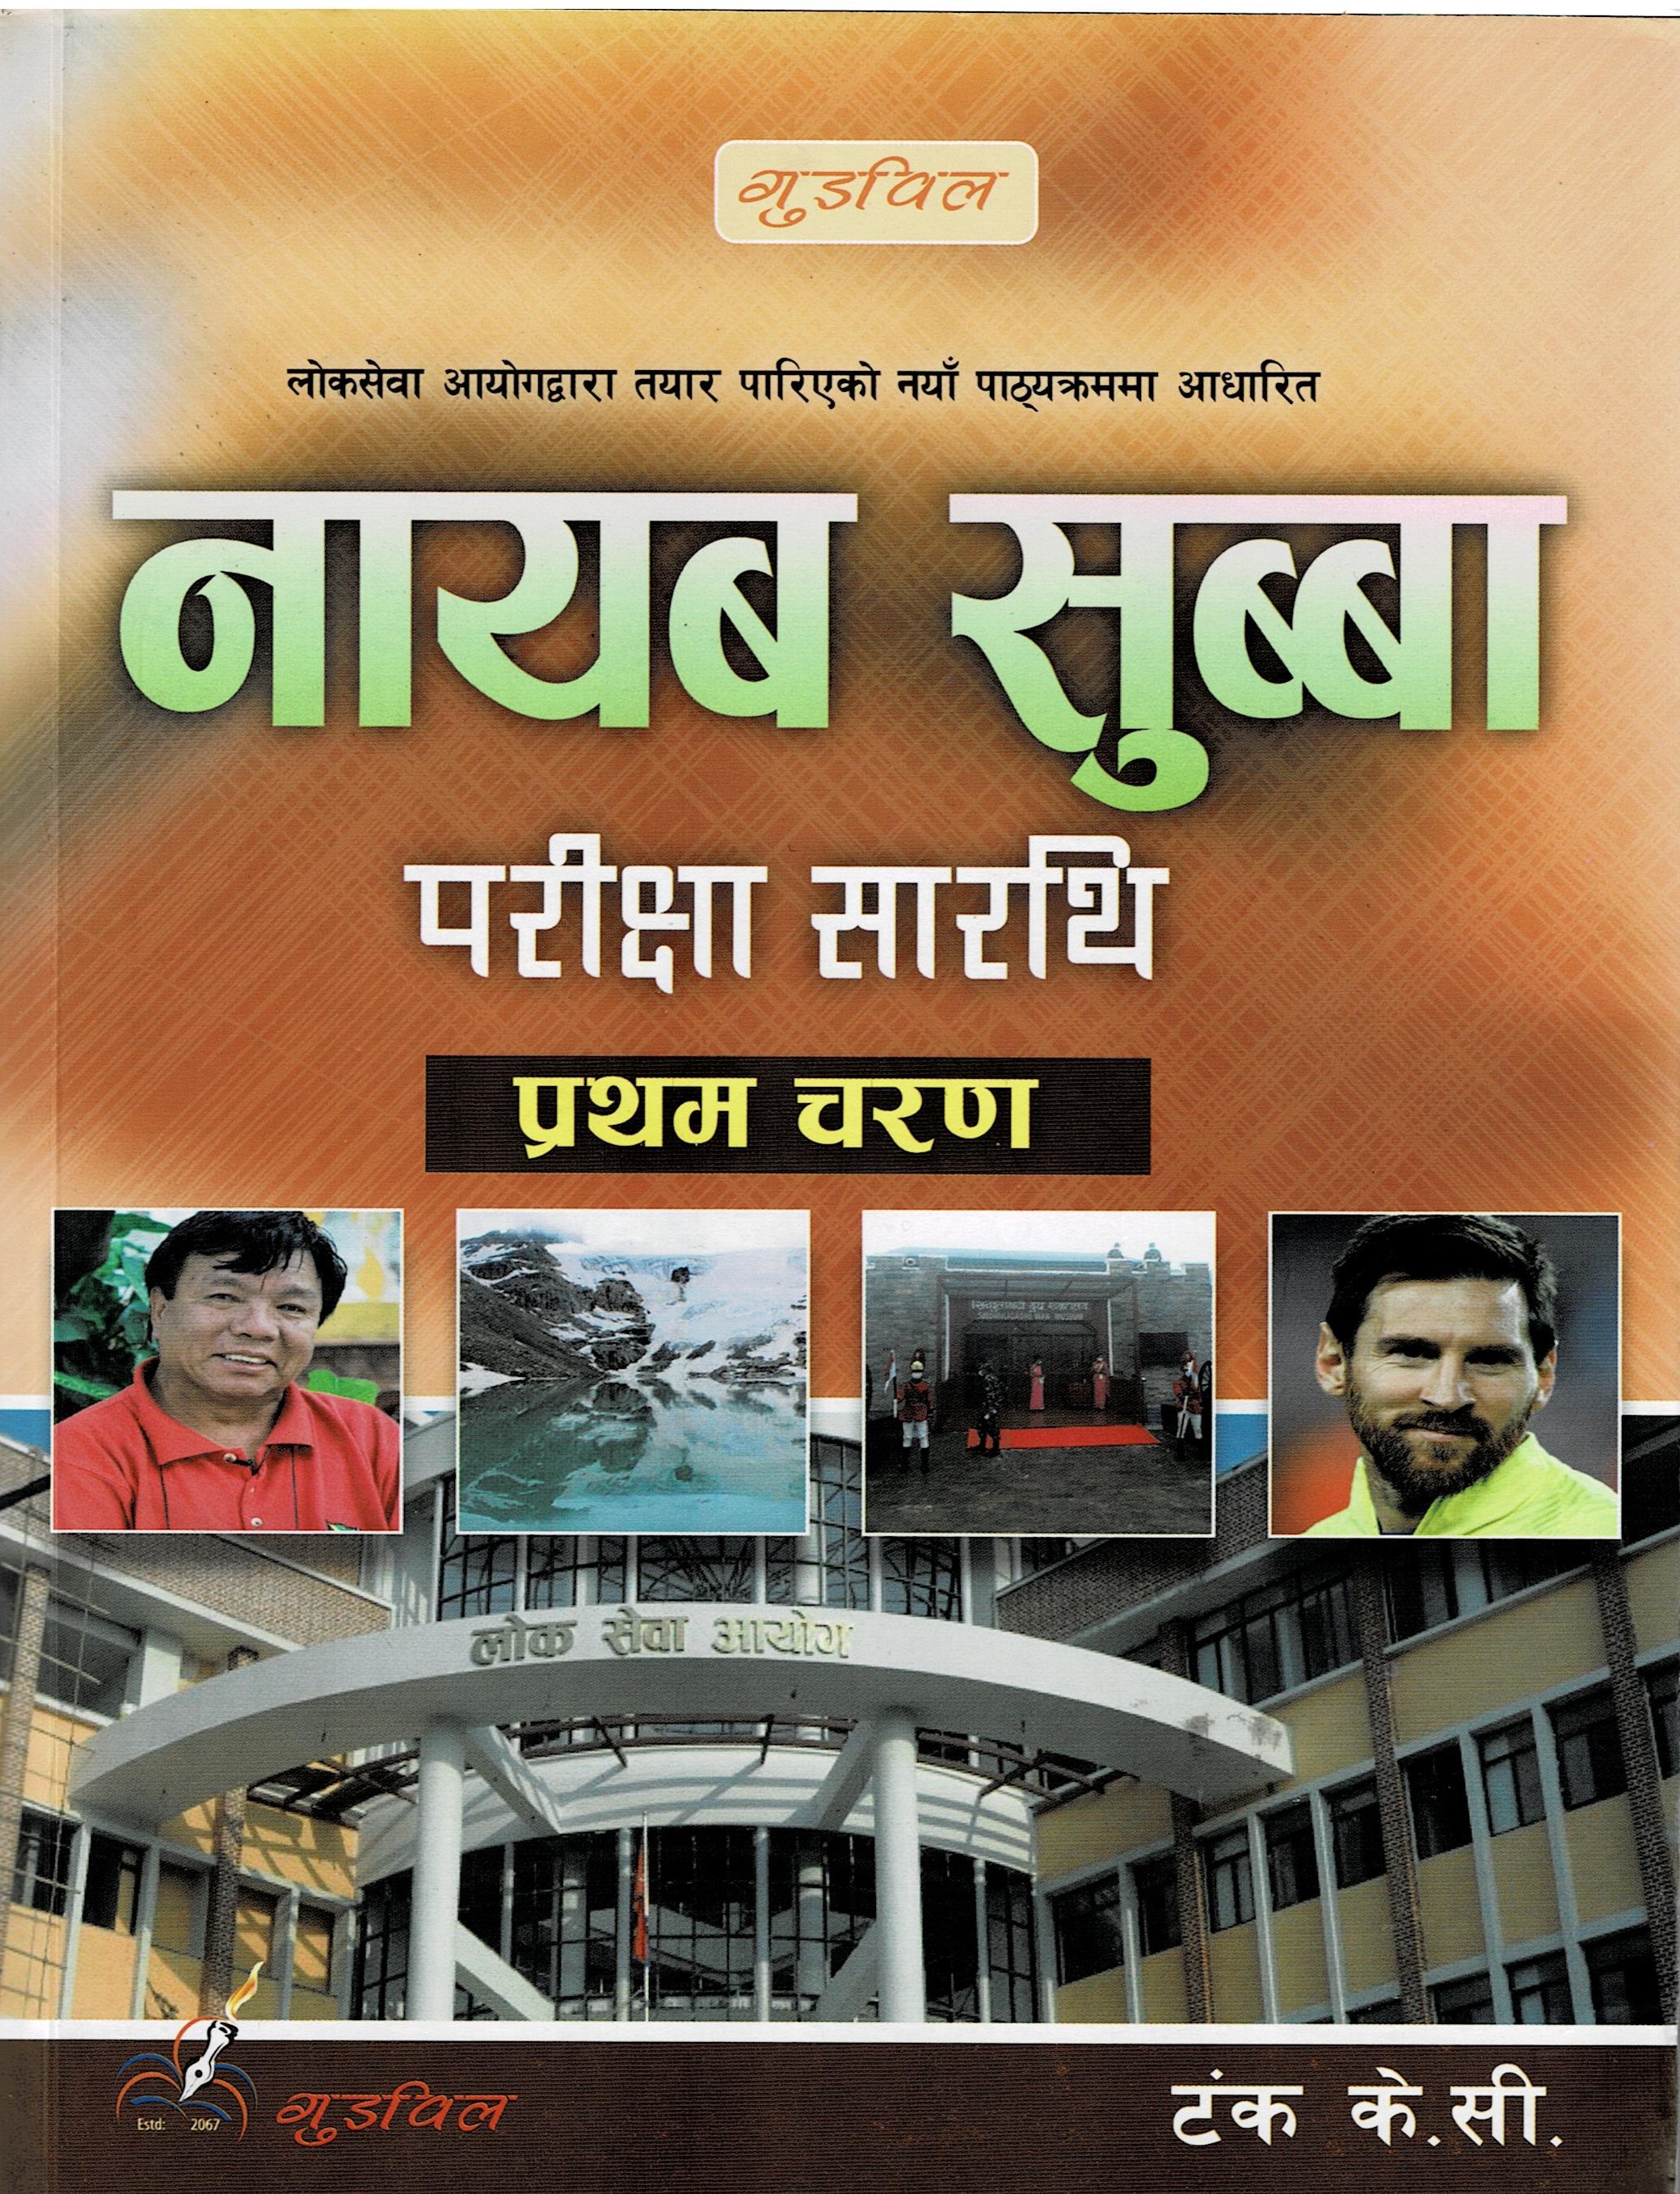 गुडविल
लोकसेवा आयोगद्वारा तयार पारिएको नयाँ पाठ्यक्रममा आधारित
नायब सुब्बा
परीक्षा सारथि
प्रथम चरण
लोक सेवा आयोग
Estd: 2067
गुडविल
टंक के.सी.